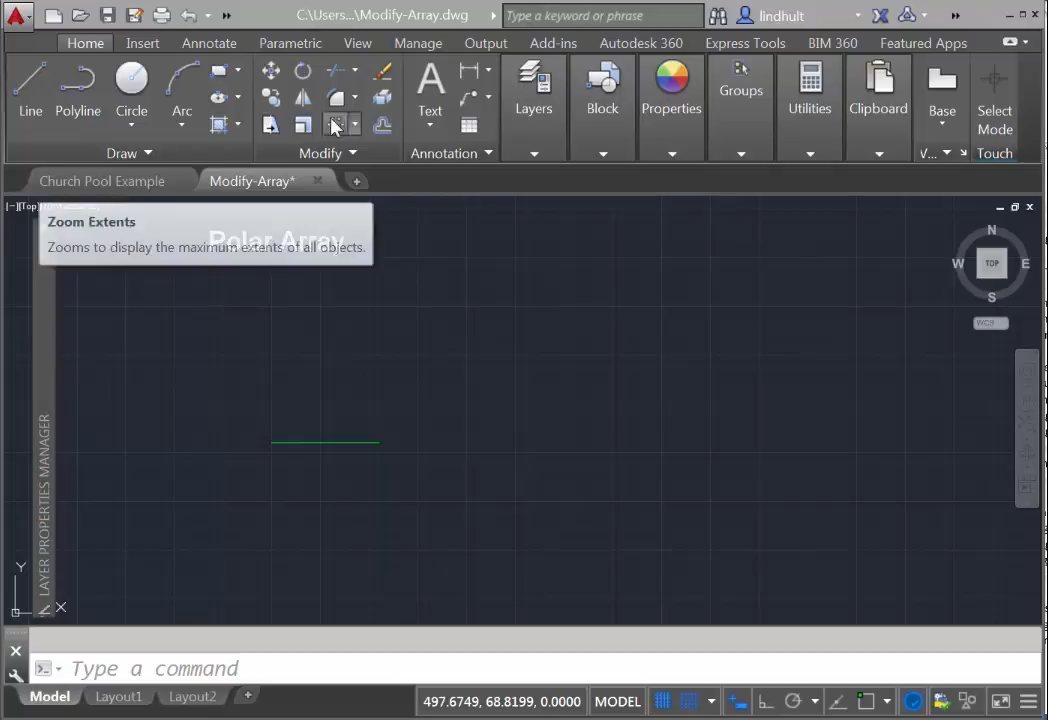 C:\Users...\Modify-Array.dwg
Type a keyword or phrase
lindhult
Home
Insert
Annotate
Parametric
View
Manage
Output
Add-ins
Autodesk 360
Express Tools
BIM 360
Featured Apps
Line
Polyline
Circle
Arc
Text
Layers
Block
Properties
Groups
Utilities
Clipboard
Base
Select
Mode
Draw
Modify
Annotation
V...
Touch
Church Pool Example
Modify-Array*
[−][Top]
Zoom Extents
Polar Array
Zooms to display the maximum extents of all objects.
N
W
TOP
E
S
WCS
LAYER PROPERTIES MANAGER
Y
X
Type a command
Model
Layout1
Layout2
497.6749, 68.8199, 0.0000
MODEL